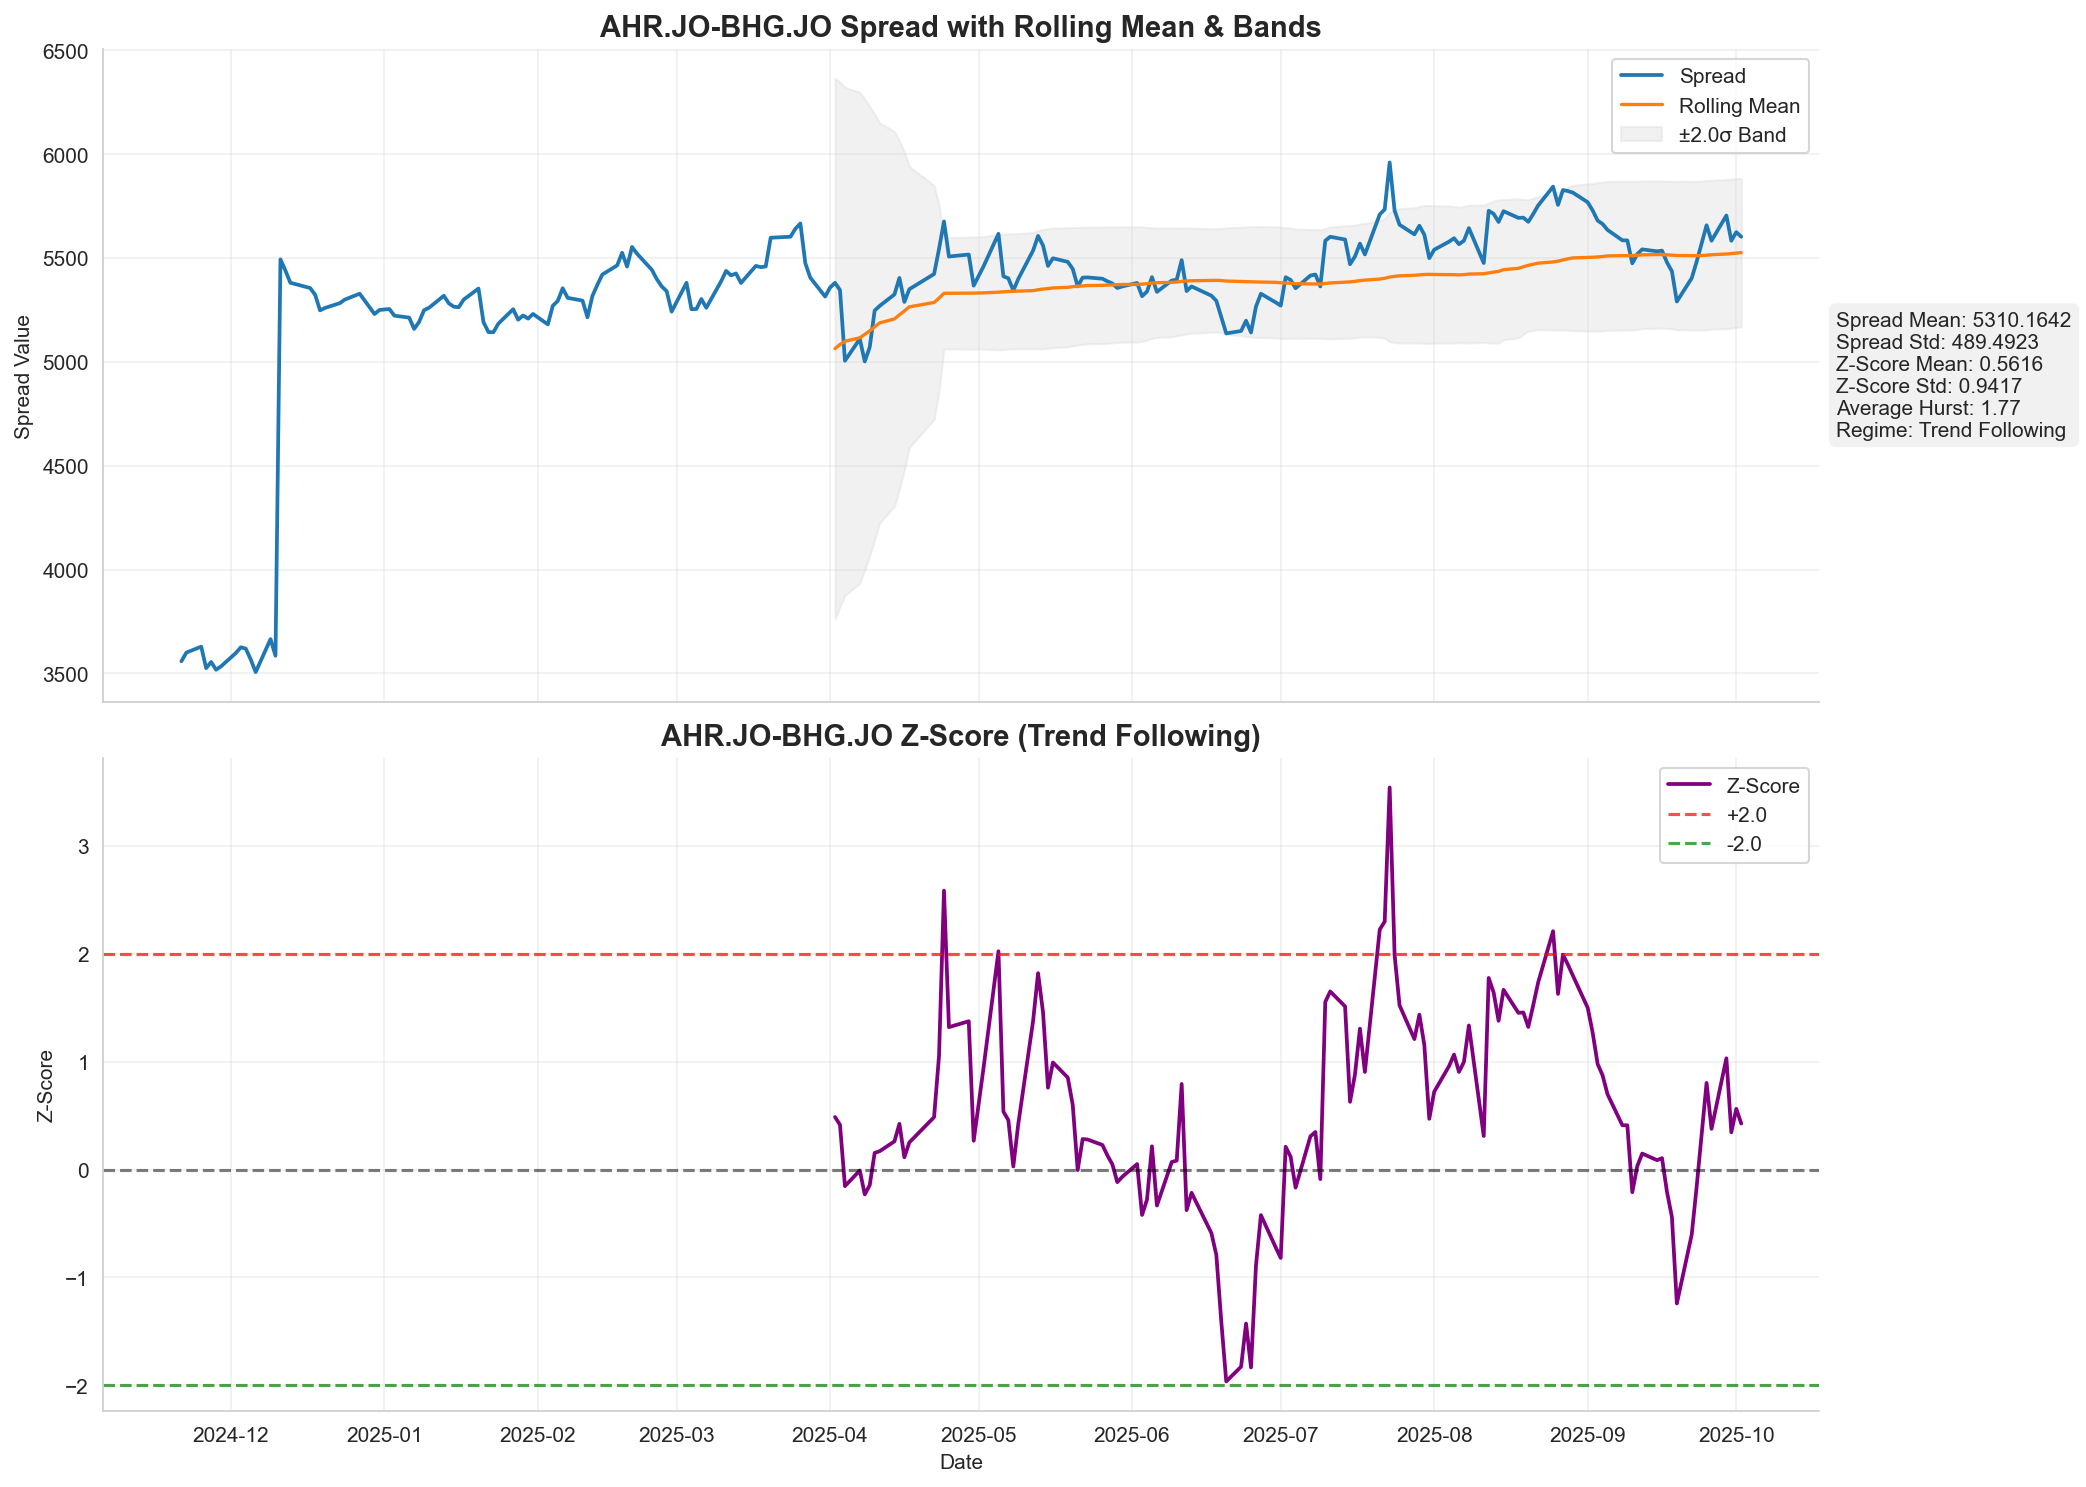 AHR.JO-BHG.JO Spread with Rolling Mean & Bands
6500
6000
5500
5000
4500
4000
3500
Spread Value
Spread
Rolling Mean
±2.0σ Band
Spread Mean: 5310.1642
Spread Std: 489.4923
Z-Score Mean: 0.5616
Z-Score Std: 0.9417
Average Hurst: 1.77
Regime: Trend Following
AHR.JO-BHG.JO Z-Score (Trend Following)
3
2
1
0
−1
−2
Z-Score
Z-Score
+2.0
-2.0
2024-12
2025-01
2025-02
2025-03
2025-04
2025-05
2025-06
2025-07
2025-08
2025-09
2025-10
Date